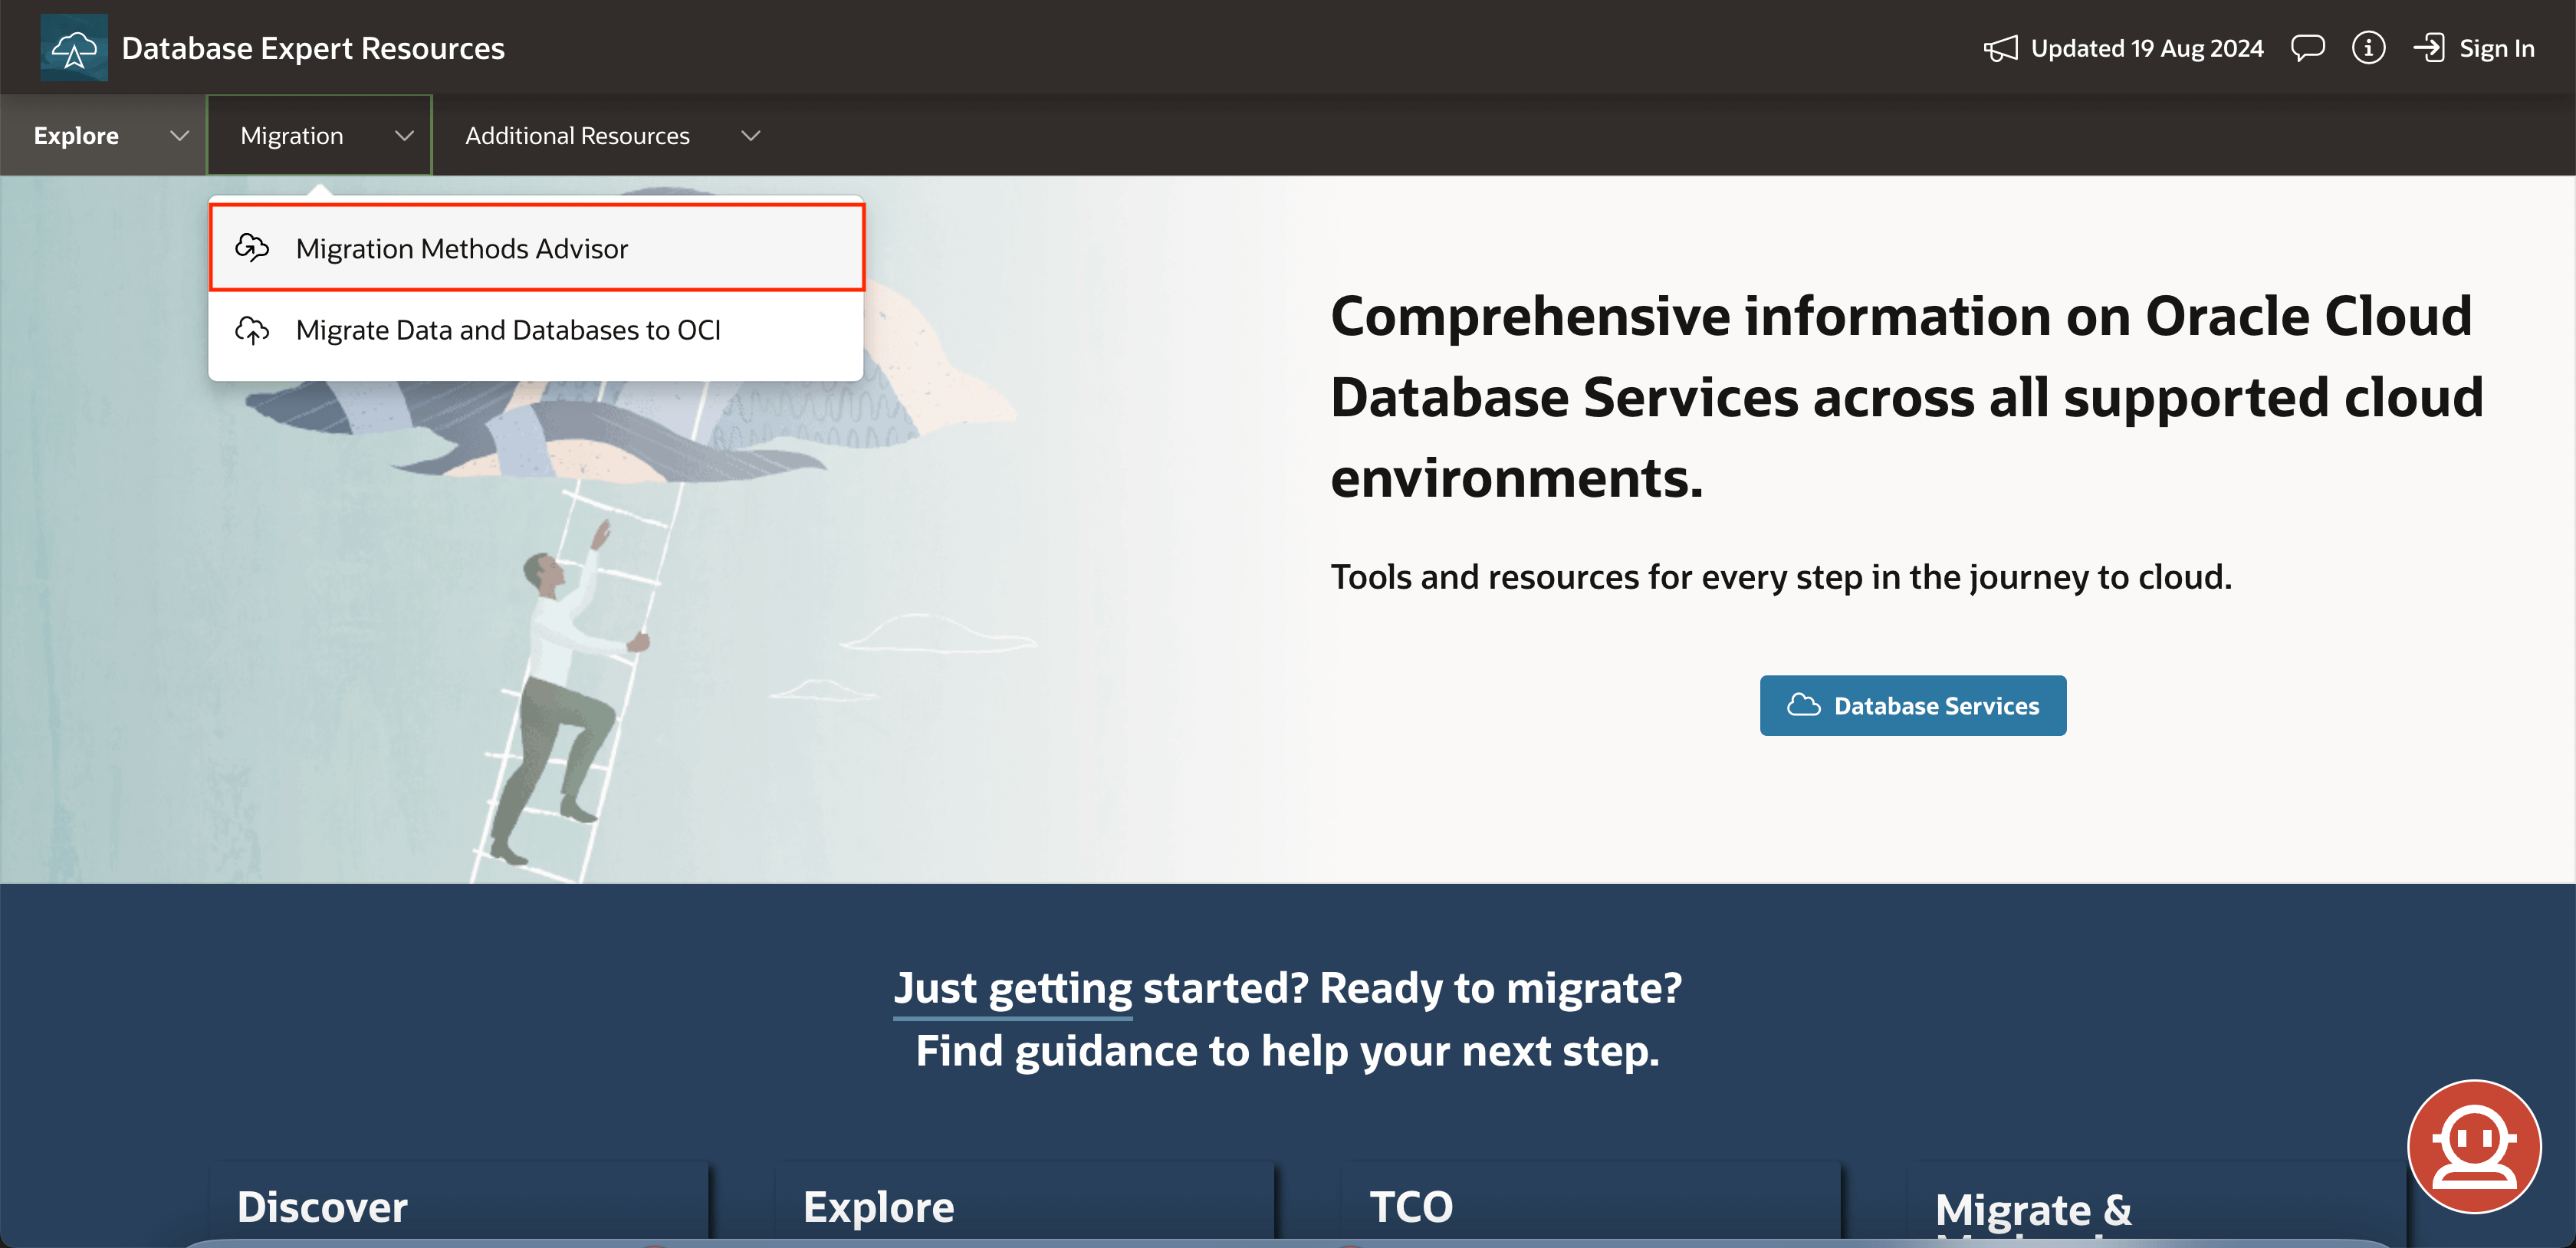 Database Expert Resources
Updated 19 Aug 2024
Sign In
Explore
Migration
Additional Resources
Migration Methods Advisor
Migrate Data and Databases to OCI
Comprehensive information on Oracle Cloud
Database Services across all supported cloud
environments.
Tools and resources for every step in the journey to cloud.
Database Services
Just getting started? Ready to migrate?
Find guidance to help your next step.
Discover
Explore
TCO
Migrate &